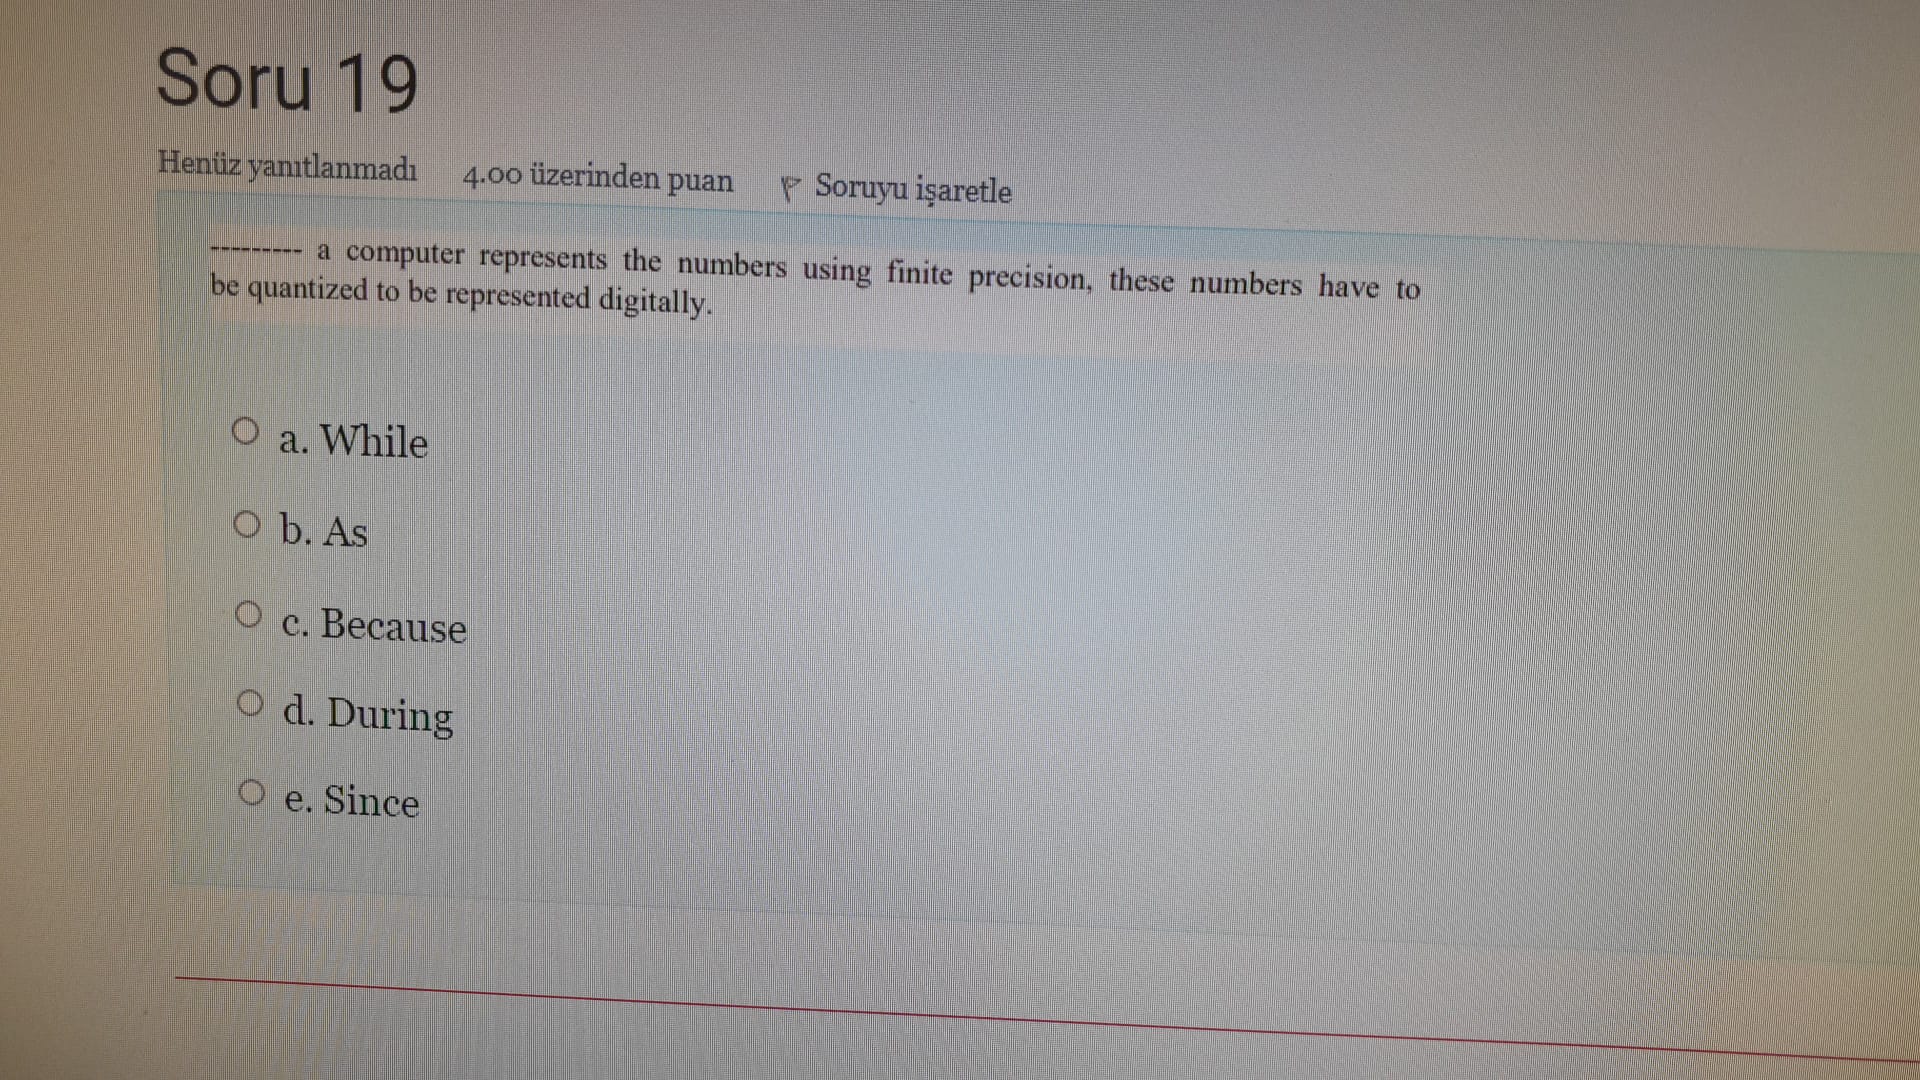 Soru 19
Henüz yanıtlanmadı 4.00 üzerinden puan Soruyu işaretle
--------- a computer represents the numbers using finite precision, these numbers have to
be quantized to be represented digitally.
a. While
b. As
c. Because
d. During
e. Since